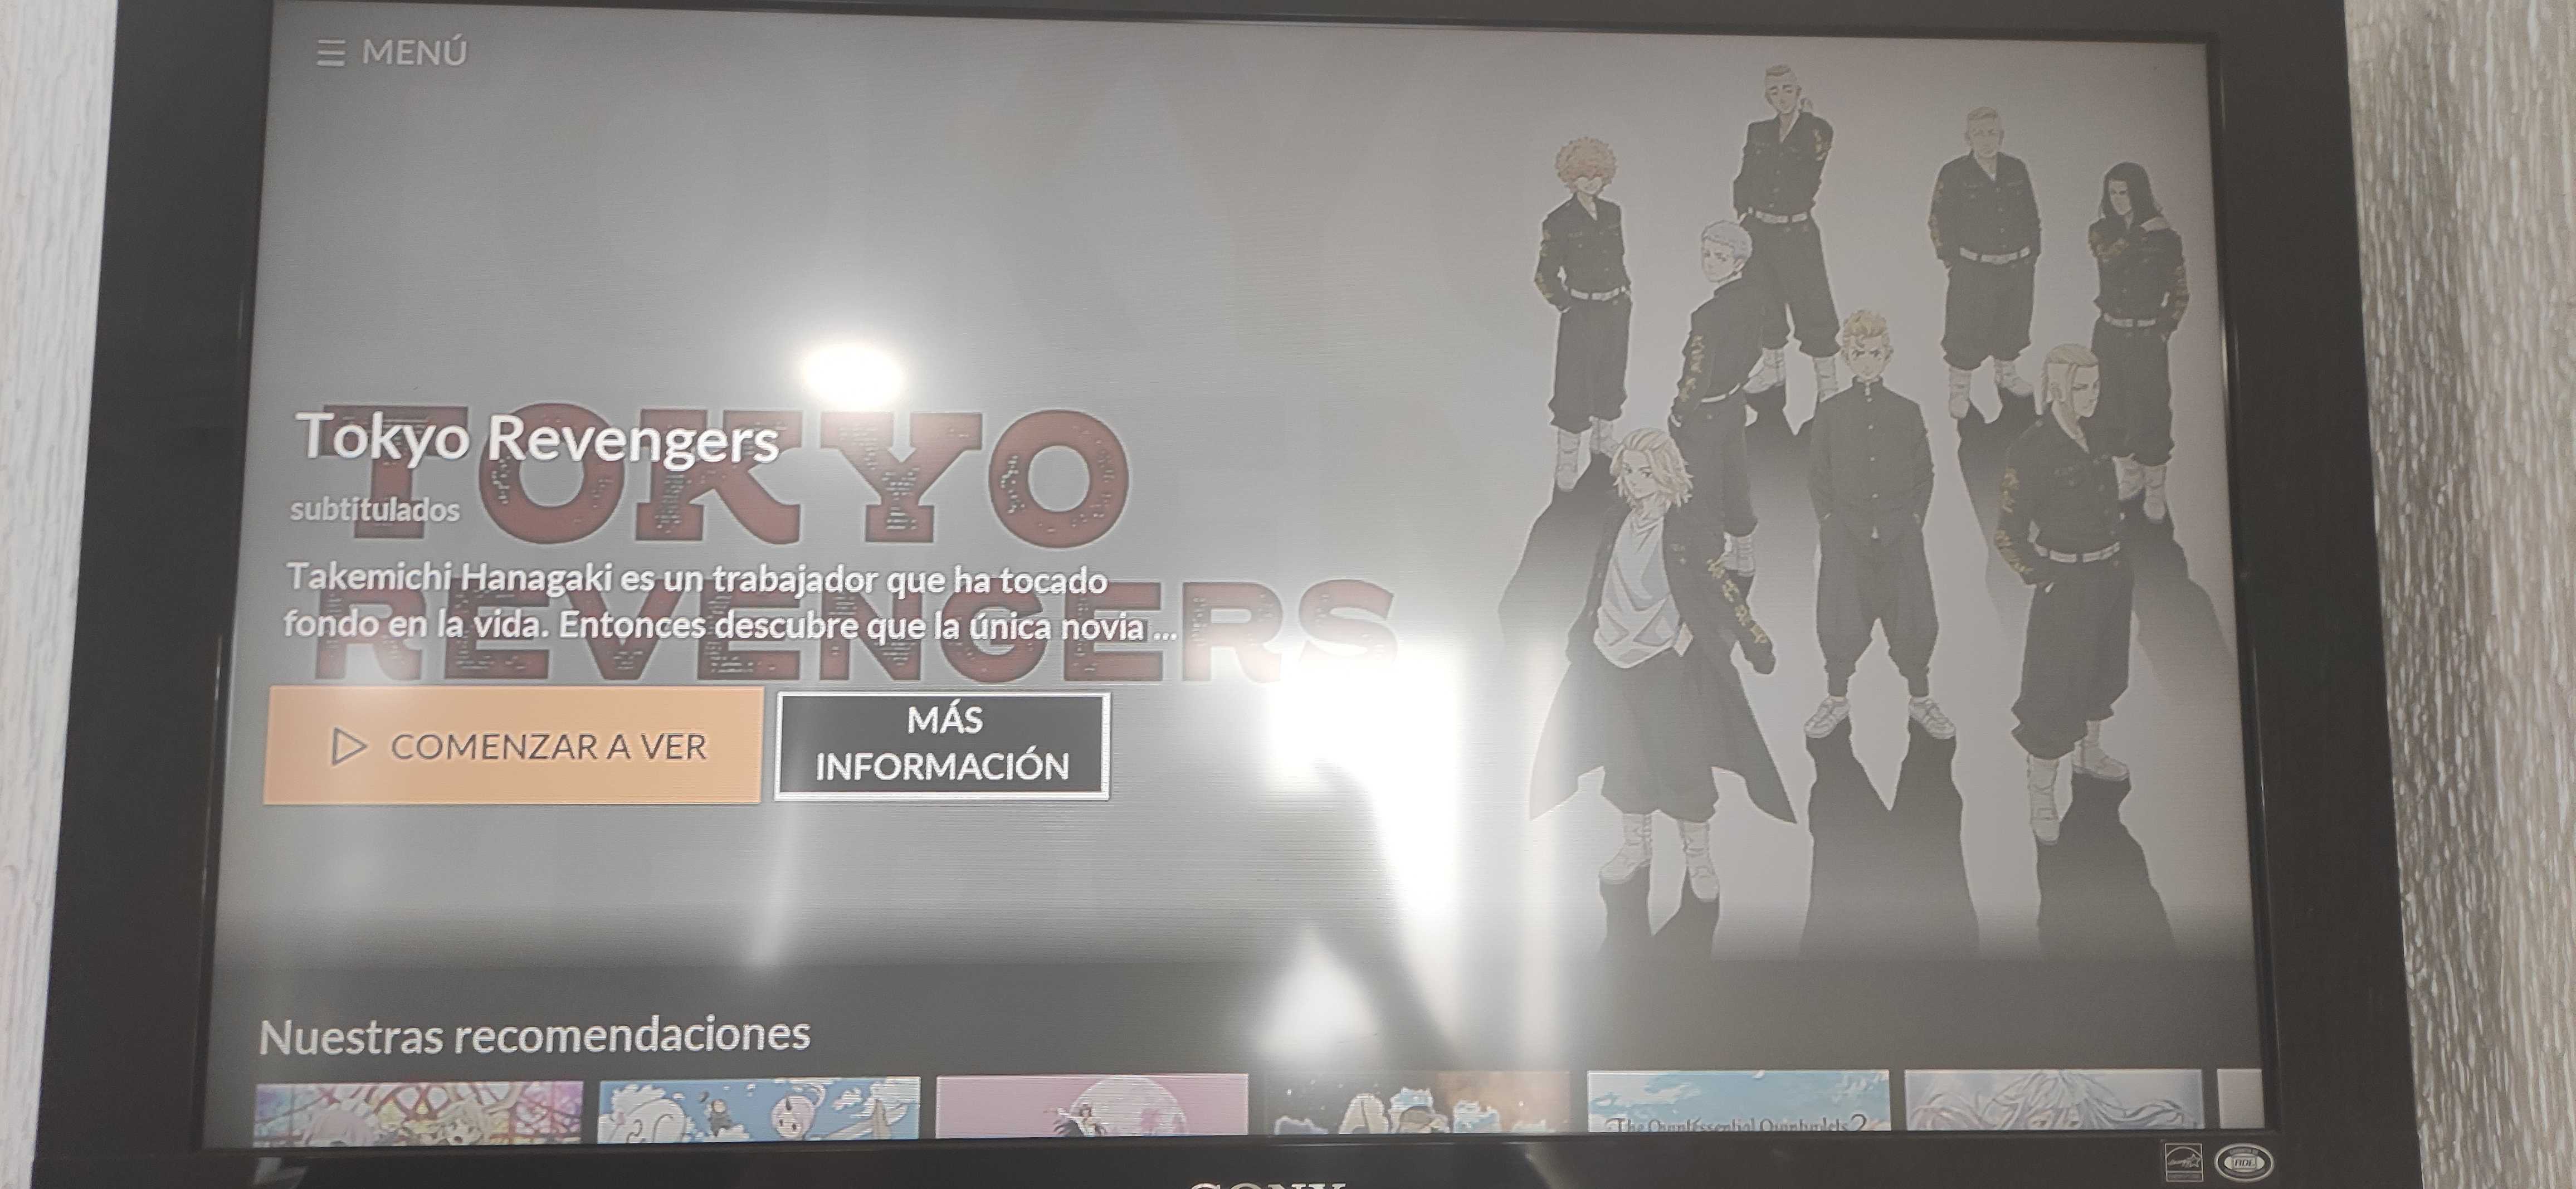 MENÚ
TOKYO
REVENGERS
Tokyo Revengers
subtitulados
Takemichi Hanagaki es un trabajador que ha tocado
fondo en la vida. Entonces descubre que la única novia ...
COMENZAR A VER
MÁS
INFORMACIÓN
Nuestras recomendaciones
The Quintessential Quintuplets 2
SONY